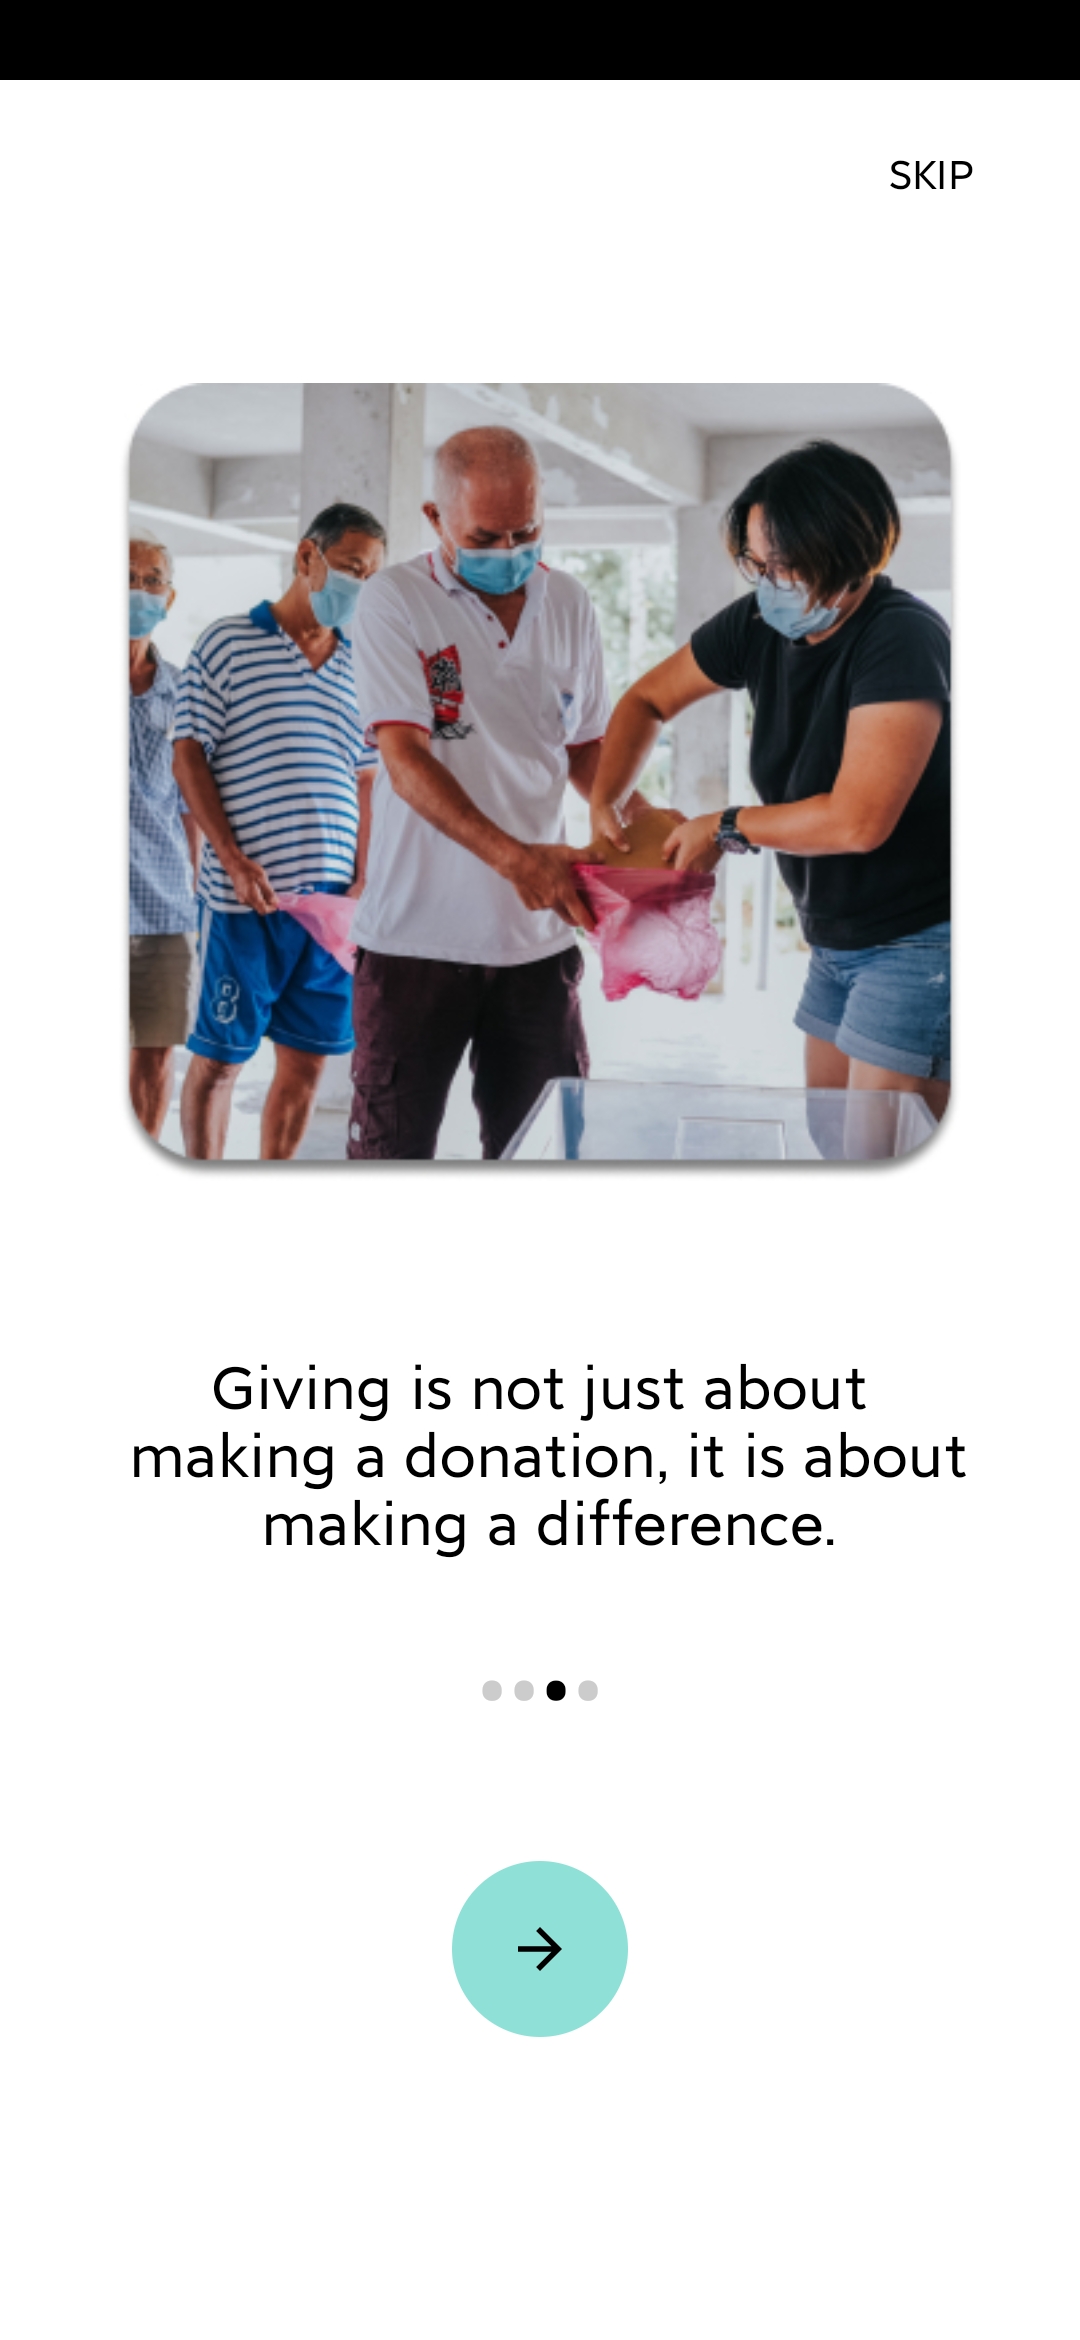 SKIP
8
Giving is not just about
making a donation, it is about
making a difference.